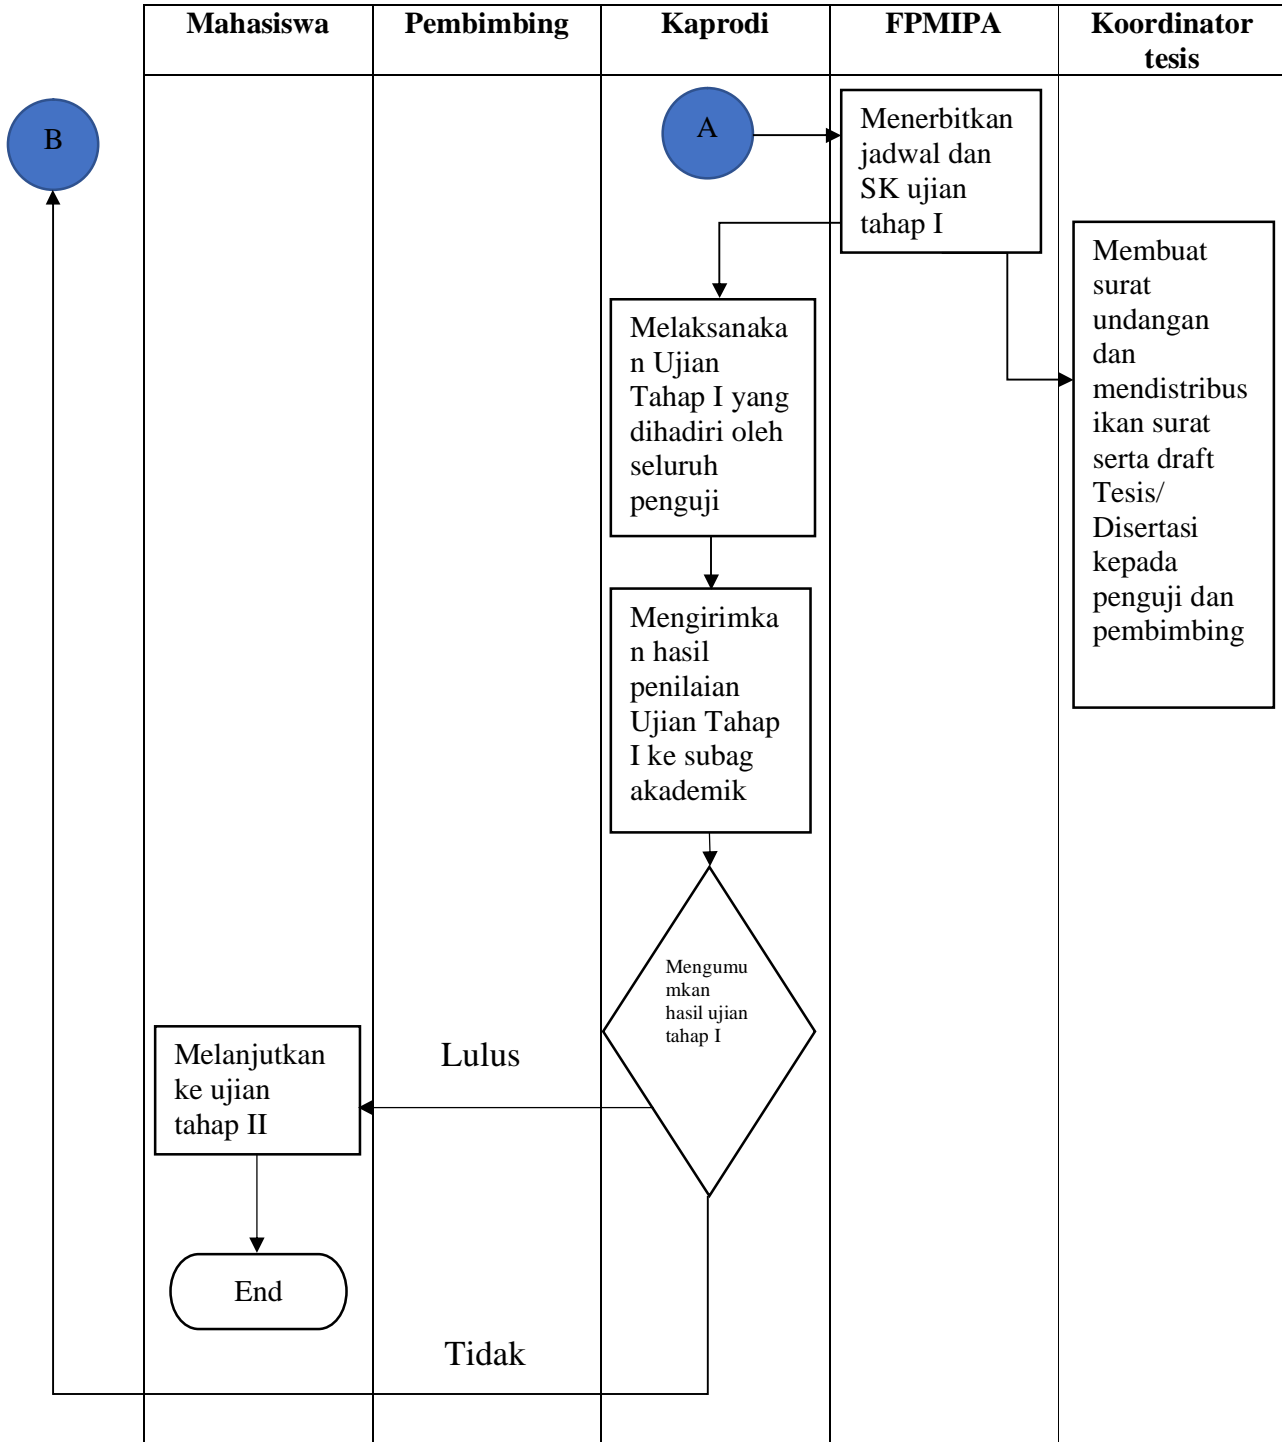 Mahasiswa
Pembimbing
Kaprodi
FPMIPA
Koordinator
tesis
B
A
Menerbitkan
jadwal dan
SK ujian
tahap I
Membuat
surat
undangan
dan
mendistribus
ikan surat
serta draft
Tesis/
Disertasi
kepada
penguji dan
pembimbing
Melaksanaka
n Ujian
Tahap I yang
dihadiri oleh
seluruh
penguji
Mengirimka
n hasil
penilaian
Ujian Tahap
I ke subag
akademik
Mengumu
mkan
hasil ujian
tahap I
Lulus
Melanjutkan
ke ujian
tahap II
End
Tidak